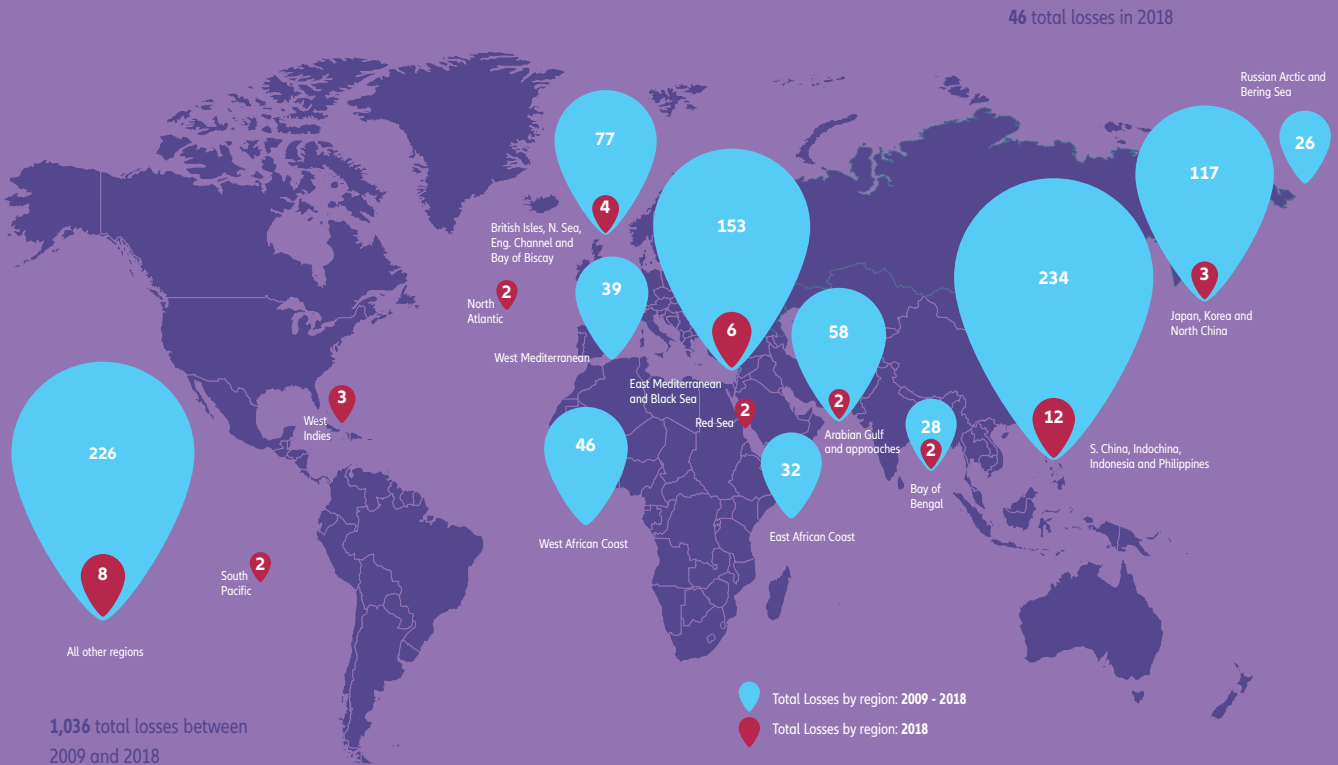 46 total losses in 2018
Russian Arctic and
Bering Sea
26
117
3
Japan, Korea and
North China
77
4
British Isles, N. Sea,
Eng. Channel and
Bay of Biscay
153
6
East Mediterranean
and Black Sea
234
12
S. China, Indochina,
Indonesia and Philippines
39
West Mediterranean
2
North
Atlantic
58
2
Arabian Gulf
and approaches
3
West
Indies
2
Red Sea
28
2
Bay of
Bengal
226
8
All other regions
46
West African Coast
32
East African Coast
2
South
Pacific
Total Losses by region: 2009 - 2018
Total Losses by region: 2018
1,036 total losses between
2009 and 2018